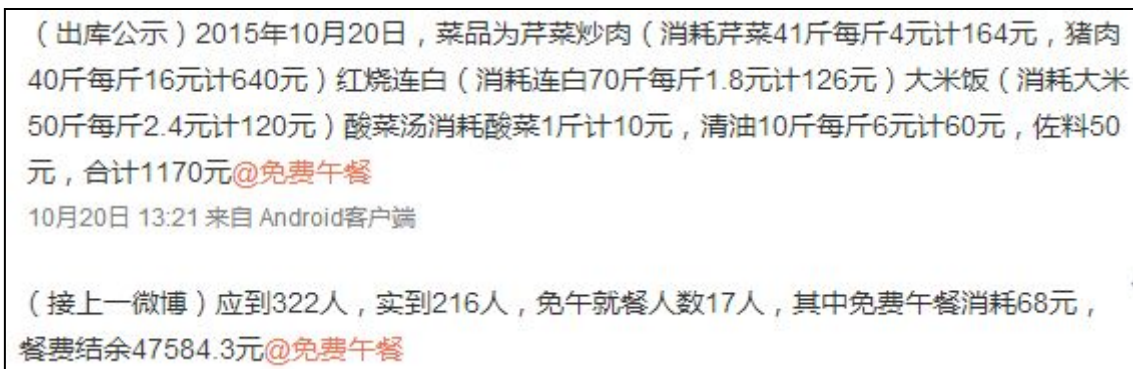 （出库公示）2015年10月20日，菜品为芹菜炒肉（消耗芹菜41斤每斤4元计164元，猪肉
40斤每斤16元计640元）红烧连白（消耗连白70斤每斤1.8元计126元）大米饭（消耗大米
50斤每斤2.4元计120元）酸菜汤消耗酸菜1斤计10元，清油10斤每斤6元计60元，佐料50
元，合计1170元@免费午餐
10月20日 13:21 来自 Android客户端
（接上一微博）应到322人，实到216人，免午就餐人数17人，其中免费午餐消耗68元，
餐费结余47584.3元@免费午餐